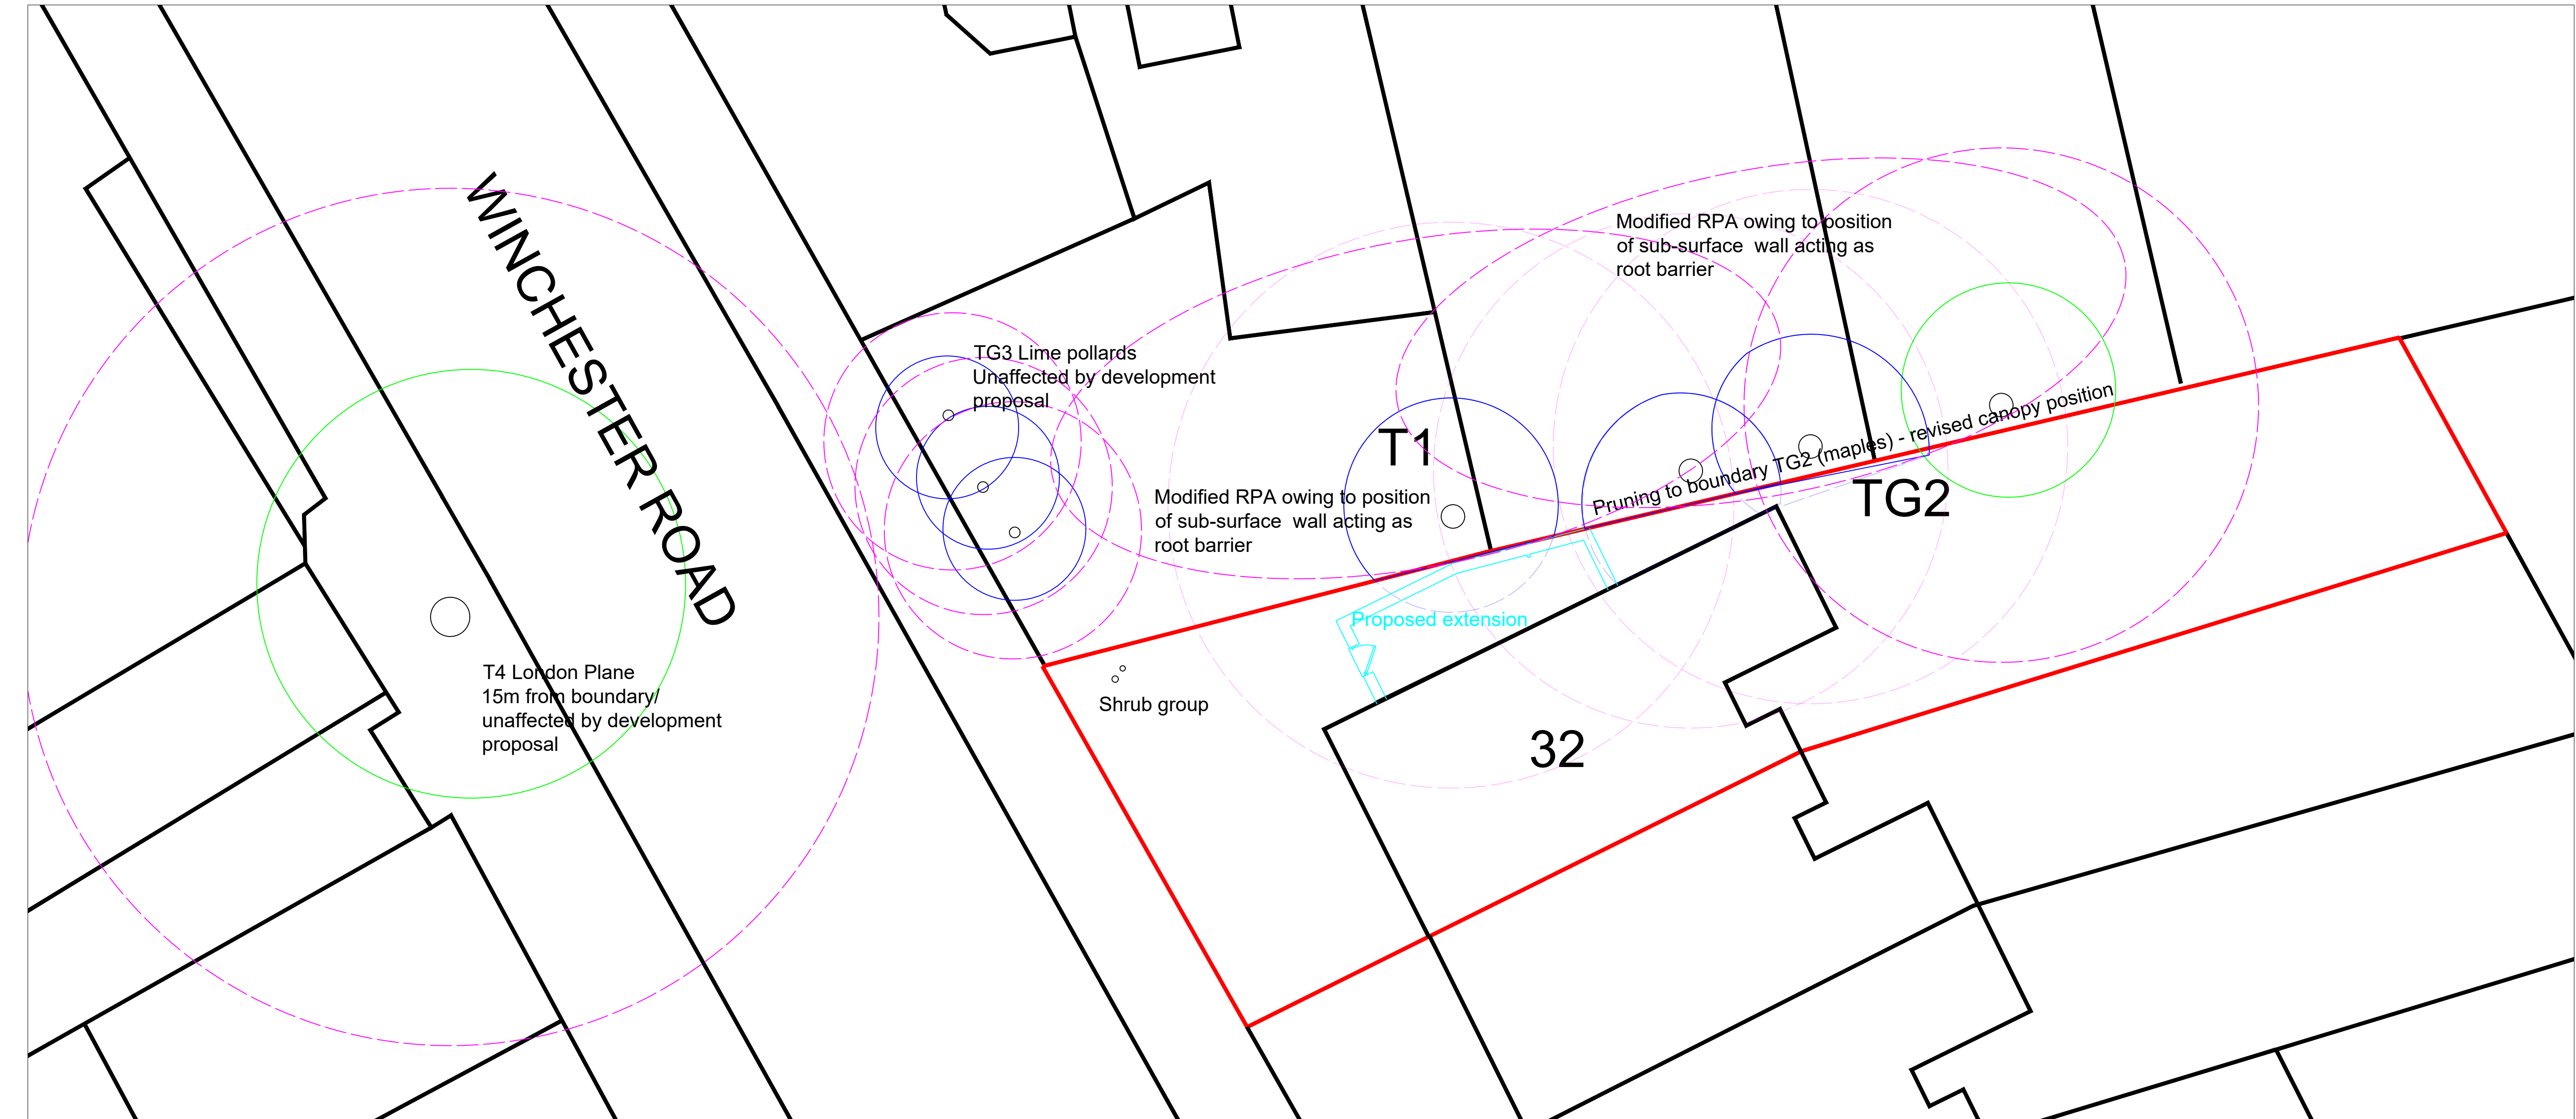 WINCHESTER ROAD
Modified RPA owing to position
of sub-surface wall acting as
root barrier
TG3 Lime pollards
Unaffected by development
proposal
T1
Pruning to boundary TG2 (maples) - revised canopy position
TG2
Modified RPA owing to position
of sub-surface wall acting as
root barrier
Proposed extension
T4 London Plane
15m from boundary/
unaffected by development
proposal
Shrub group
32